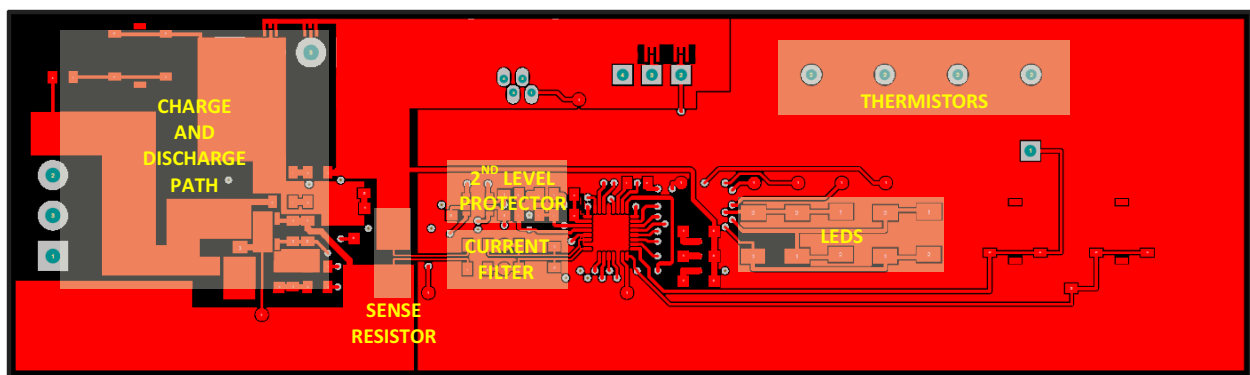 CHARGE
AND
DISCHARGE
PATH
2ND LEVEL
PROTECTOR
CURRENT
FILTER
SENSE
RESISTOR
THERMISTORS
LEDS